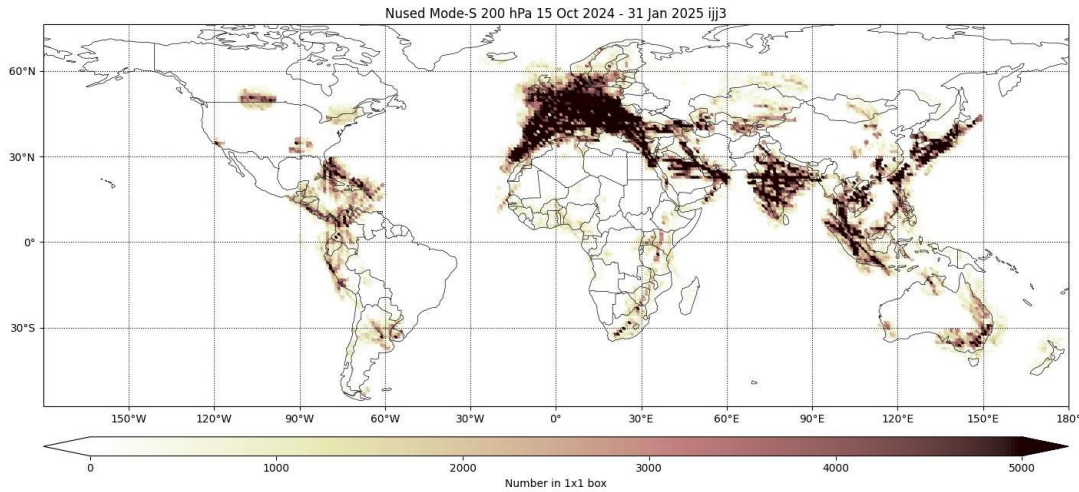 Nused Mode-S 200 hPa 15 Oct 2024 - 31 Jan 2025 ijj3
60°N
30°N
0°
30°S
150°W 120°W 90°W 60°W 30°W 0° 30°E 60°E 90°E 120°E 150°E 180°
0 1000 2000 3000 4000 5000
Number in 1x1 box